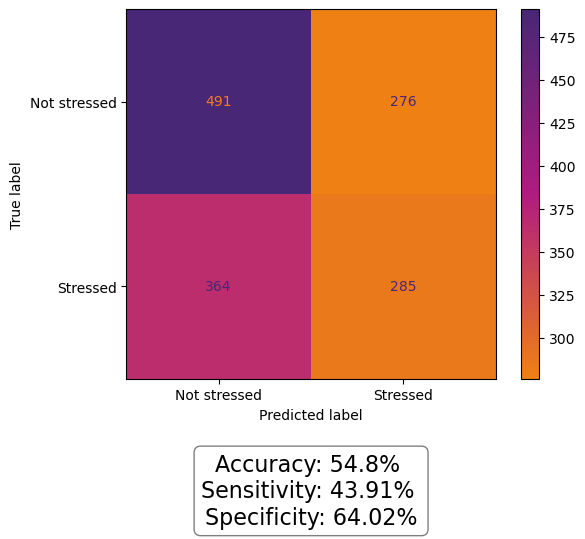 True label
Not stressed
491
276
Stressed
364
285
Not stressed
Stressed
Predicted label
475
450
425
400
375
350
325
300
Accuracy: 54.8%
Sensitivity: 43.91%
Specificity: 64.02%